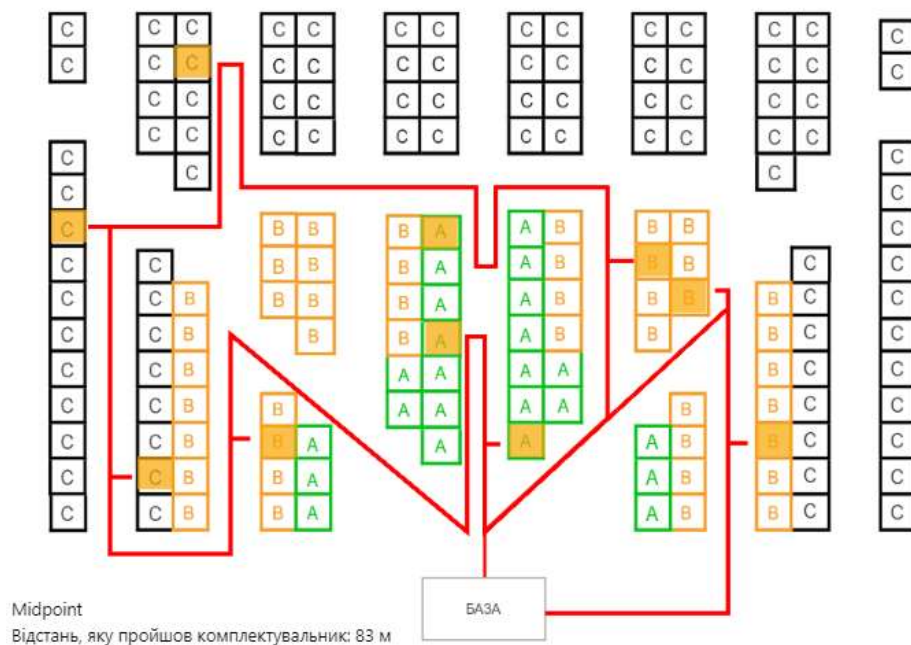 C C C C C C C C C C C C C C
C C C C C C C C C C C C C C
C C C C C C C C C C C C
C C C C C C C C C C C C
C C
C C
C C
C B B B A A B B B C
C C B B B A A B B B C C
C C B B B B A A B B B B C C
C C B B B A A B B B C C
C C B A A A A B C C
C C B B A A A A B B C C
C C B B A A A A B B C C
C C B B A A B B C C
C C B B A A B B C C
БАЗА
Midpoint
Відстань, яку пройшов комплектувальник: 83 м